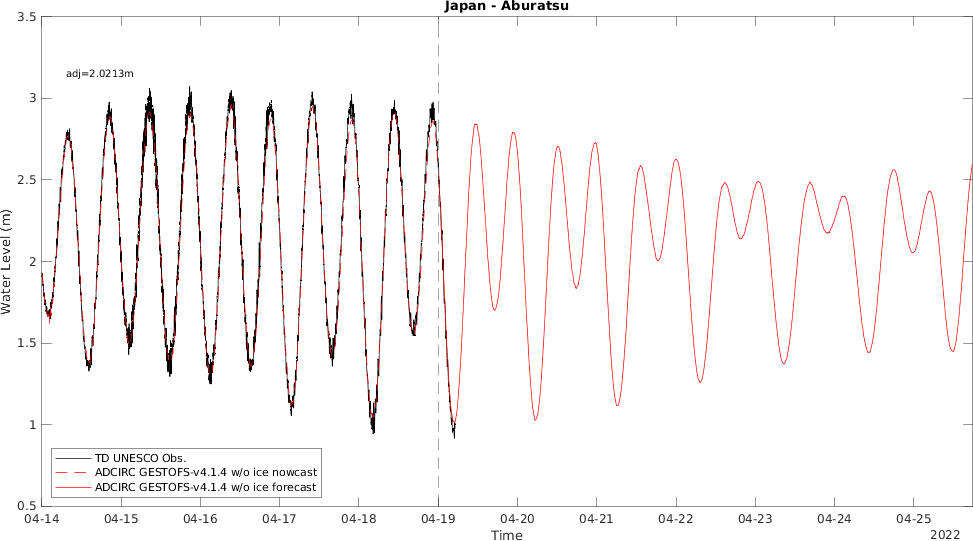 Japan - Aburatsu
3.5
adj=2.0213m
3
2.5
Water Level (m)
2
1.5
1
TD UNESCO Obs.
ADCIRC GESTOFS-v4.1.4 w/o ice nowcast
ADCIRC GESTOFS-v4.1.4 w/o ice forecast
0.5
04-14 04-15 04-16 04-17 04-18 04-19 04-20 04-21 04-22 04-23 04-24 04-25
Time
2022